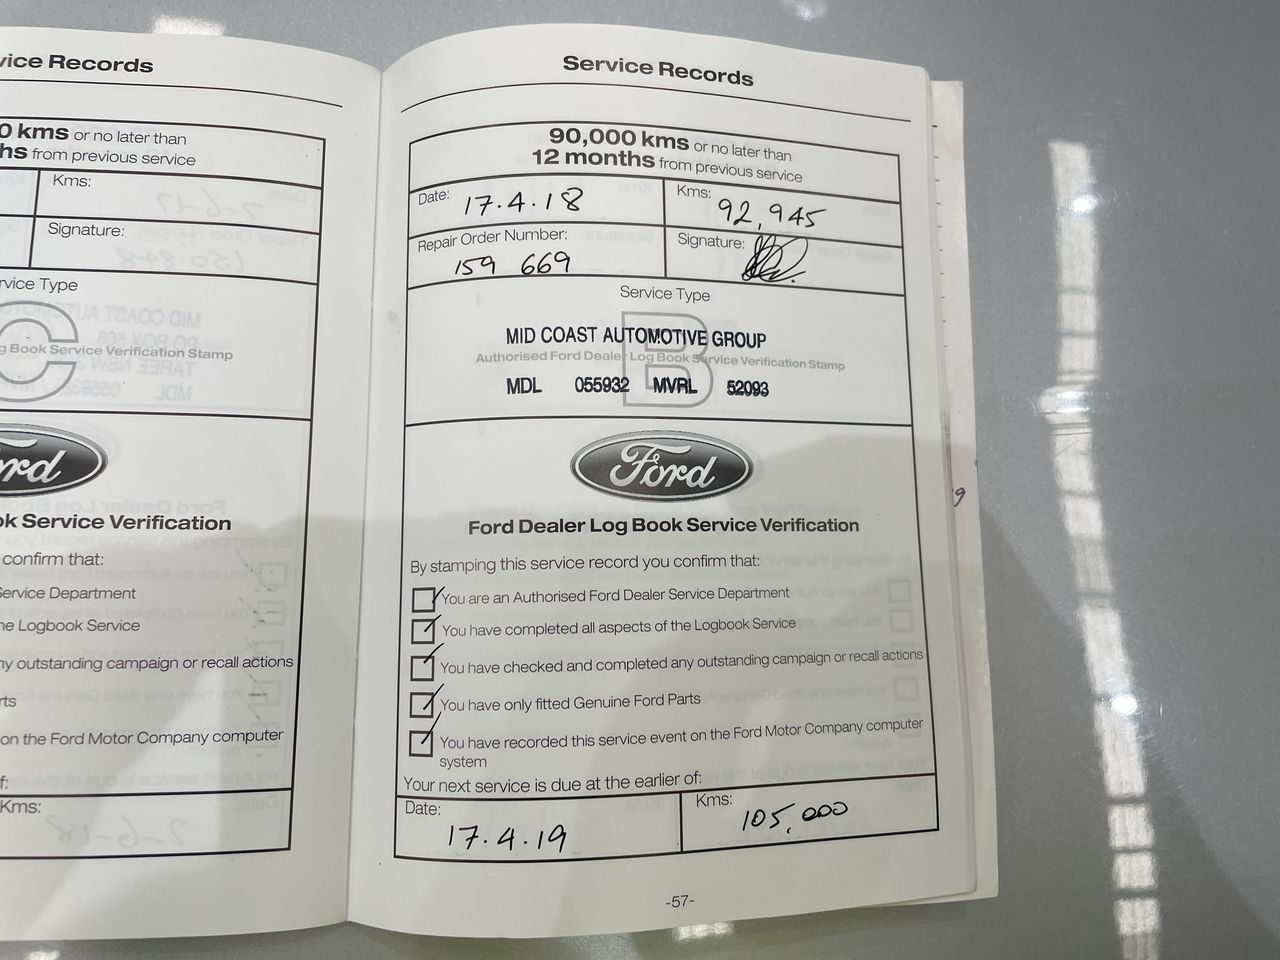 vice Records
0 kms or no later than
hs from previous service
Kms:
Signature:
rvice Type
C
g Book Service Verification Stamp
rd
ok Service Verification
confirm that:
Service Department
he Logbook Service
ny outstanding campaign or recall actions
rts
on the Ford Motor Company computer
f:
Kms:
Service Records
90,000 kms or no later than
12 months from previous service
Date: 17.4.18
Kms: 92,945
Repair Order Number: 159 669
Signature:
Service Type
B
MID COAST AUTOMOTIVE GROUP
Authorised Ford Dealer Log Book Service Verification Stamp
MDL 055932 MVRL 52093
Ford
Ford Dealer Log Book Service Verification
By stamping this service record you confirm that:
You are an Authorised Ford Dealer Service Department
You have completed all aspects of the Logbook Service
You have checked and completed any outstanding campaign or recall actions
You have only fitted Genuine Ford Parts
You have recorded this service event on the Ford Motor Company computer
system
Your next service is due at the earlier of:
Date: 17.4.19
Kms: 105,000
-57-
9